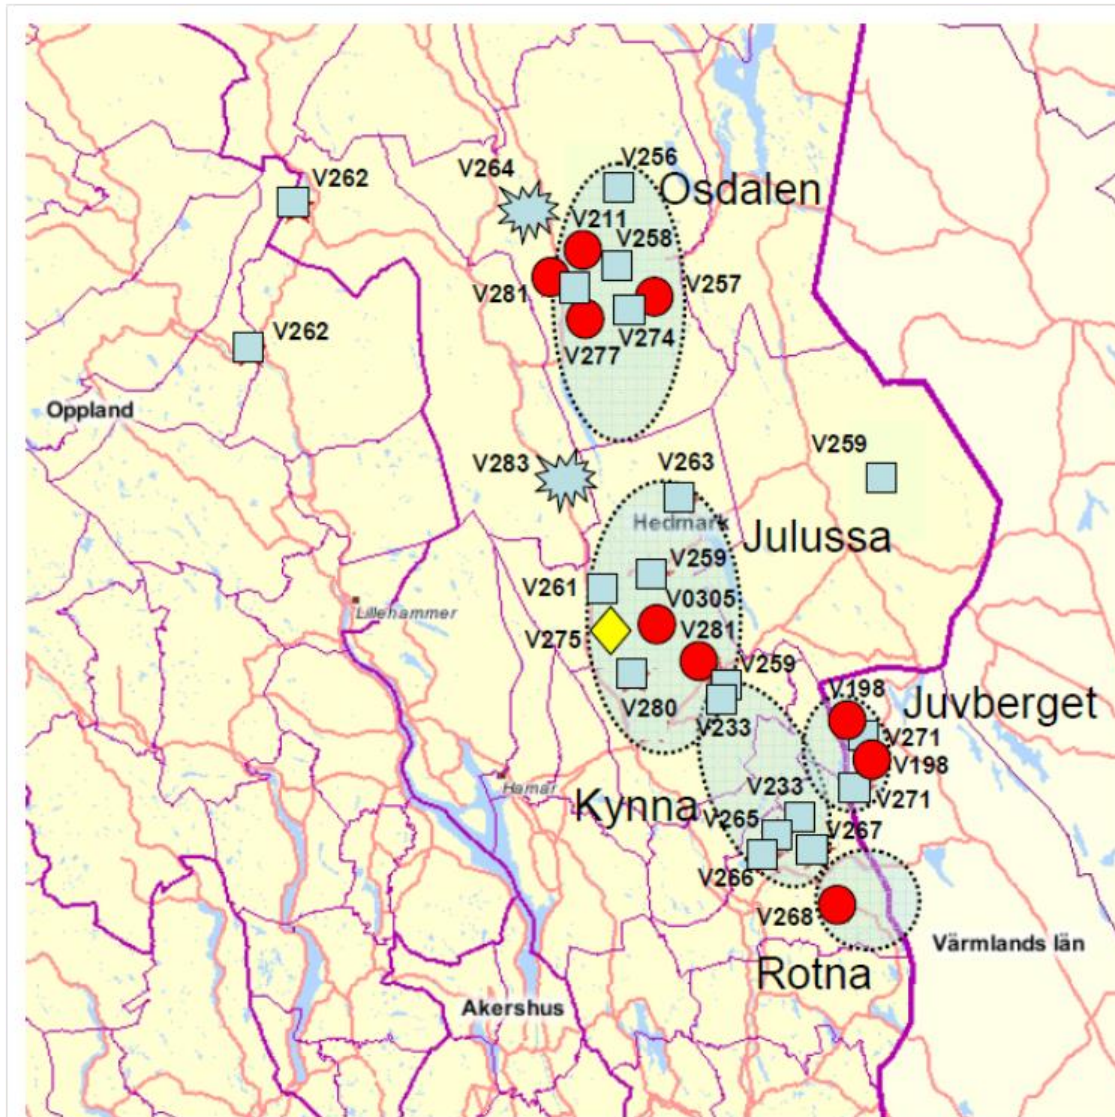 V256
V264
V262
Osdalen
V211
V258
V281
V257
V262
V274
V277
Oppland
V259
V283
V263
Hedmark
Julussa
V261
V259
Lillehammer
V0305
V275
V281
V259
V280
V198
Juvberget
V233
V271
V198
Hamar
V233
V271
Kynna
V265
V267
V266
V268
Värmlands län
Rotna
Akershus